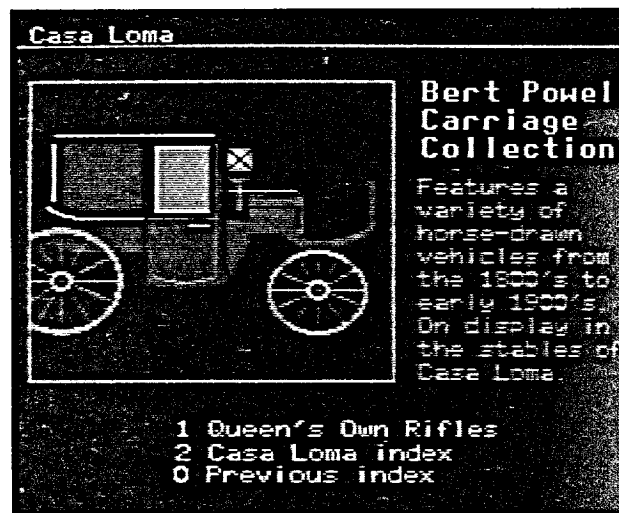 Casa Loma
Bert Powel
Carriage
Collection
Features a
variety of
horse-drawn
vehicles from
the 1800's to
early 1900's.
On display in
the stables of
Casa Loma.
1 Queen's Own Rifles
2 Casa Loma index
0 Previous index